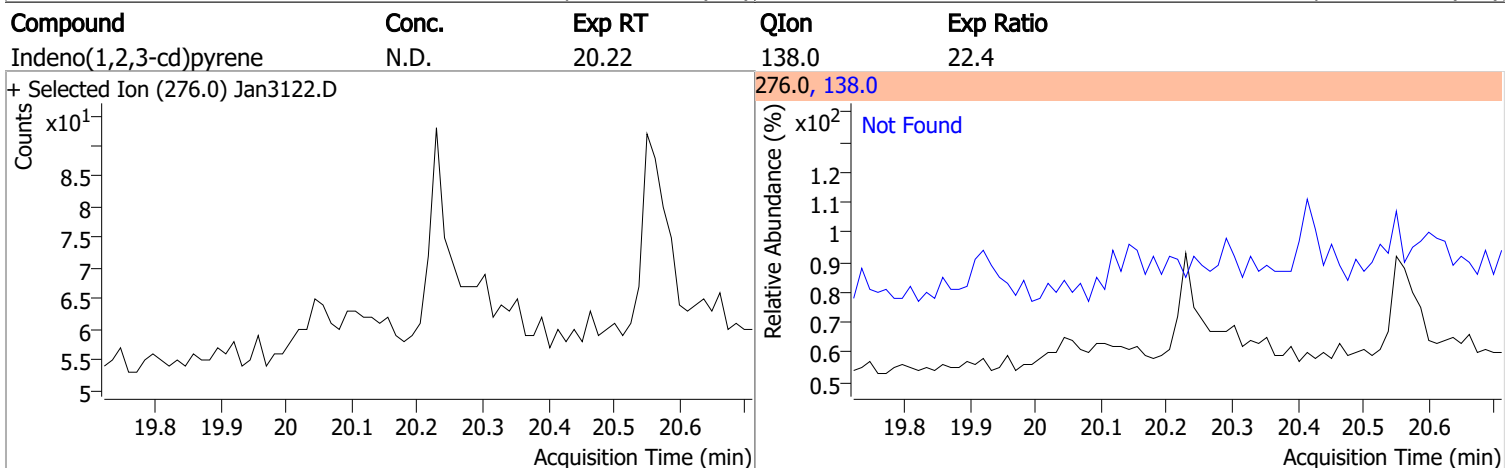 Compound Conc. Exp RT QIon Exp Ratio
Indeno(1,2,3-cd)pyrene N.D. 20.22 138.0 22.4
+ Selected Ion (276.0) Jan3122.D
Counts
x10¹
8.5
8
7.5
7
6.5
6
5.5
5
19.8 19.9 20 20.1 20.2 20.3 20.4 20.5 20.6
Acquisition Time (min)
276.0, 138.0
Relative Abundance (%)
x10²
Not Found
1.2
1.1
1
0.9
0.8
0.7
0.6
0.5
19.8 19.9 20 20.1 20.2 20.3 20.4 20.5 20.6
Acquisition Time (min)